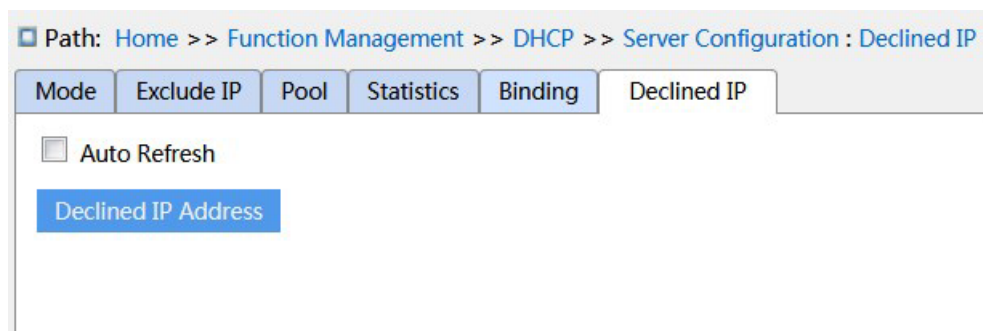 Path: Home >> Function Management >> DHCP >> Server Configuration : Declined IP
Mode Exclude IP Pool Statistics Binding Declined IP
Auto Refresh
Declined IP Address